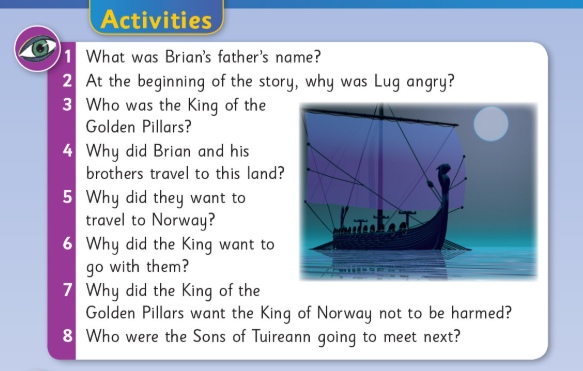 Activities
1 What was Brian's father's name?
2 At the beginning of the story, why was Lug angry?
3 Who was the King of the
Golden Pillars?
4 Why did Brian and his
brothers travel to this land?
5 Why did they want to
travel to Norway?
6 Why did the King want to
go with them?
7 Why did the King of the
Golden Pillars want the King of Norway not to be harmed?
8 Who were the Sons of Tuireann going to meet next?